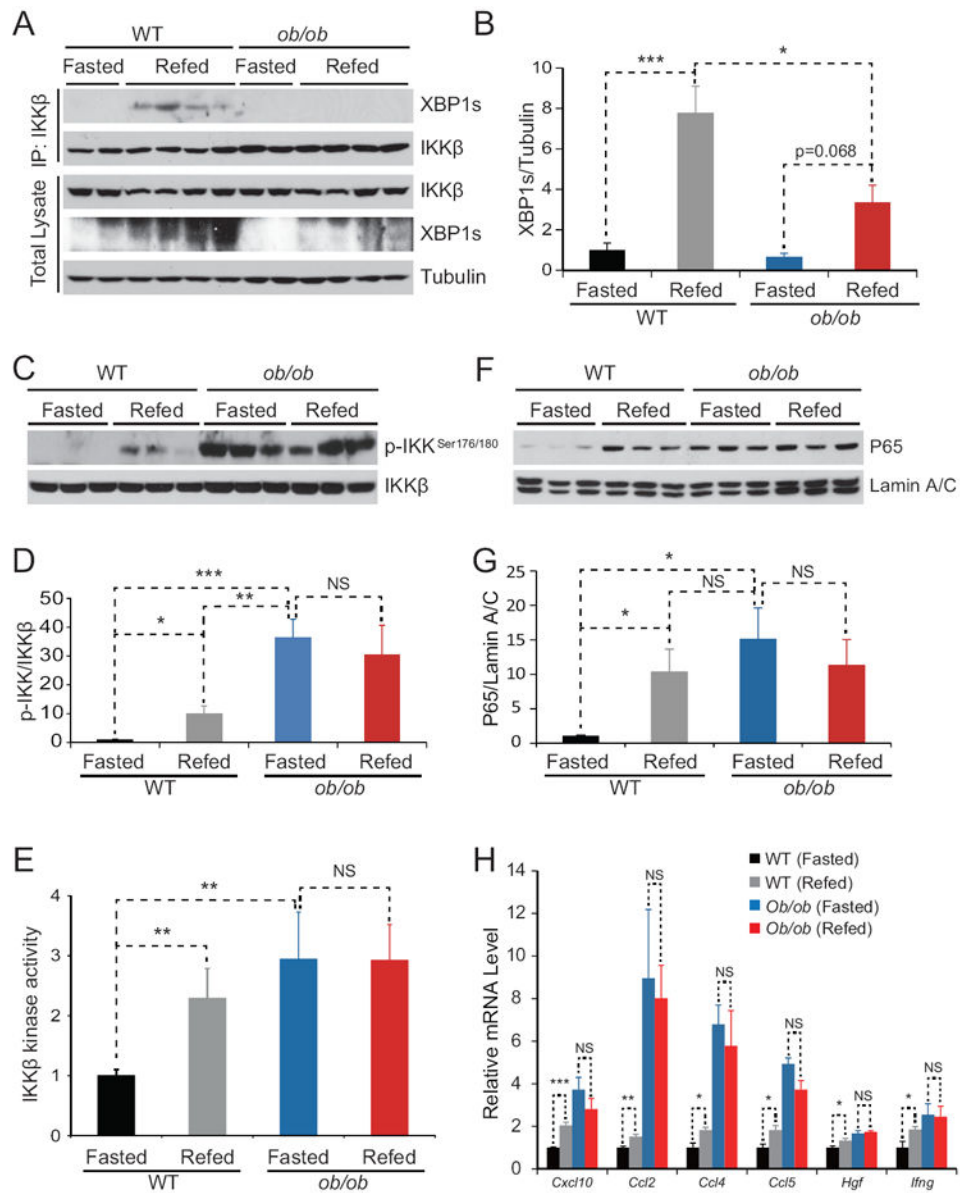 A
WT
ob/ob
Fasted
Refed
Fasted
Refed
IP: IKKβ
XBP1s
IKKβ
Total Lysate
IKKβ
XBP1s
Tubulin
B
XBP1s/Tubulin
10
8
6
4
2
0
***
*
p=0.068
Fasted
Refed
Fasted
Refed
WT
ob/ob
C
WT
ob/ob
Fasted
Refed
Fasted
Refed
p-IKK Ser176/180
IKKβ
F
WT
ob/ob
Fasted
Refed
Fasted
Refed
P65
Lamin A/C
D
p-IKK/IKKβ
50
40
30
20
10
0
***
NS
**
*
Fasted
Refed
Fasted
Refed
WT
ob/ob
G
P65/Lamin A/C
25
20
15
10
5
0
*
NS
NS
*
Fasted
Refed
Fasted
Refed
WT
ob/ob
E
IKKβ kinase activity
4
3
2
1
0
NS
**
**
Fasted
Refed
Fasted
Refed
WT
ob/ob
H
Relative mRNA Level
14
12
10
8
6
4
2
0
WT (Fasted)
WT (Refed)
Ob/ob (Fasted)
Ob/ob (Refed)
*** NS
** NS
* NS
* NS
* NS
* NS
Cxcl10
Ccl2
Ccl4
Ccl5
Hgf
Ifng